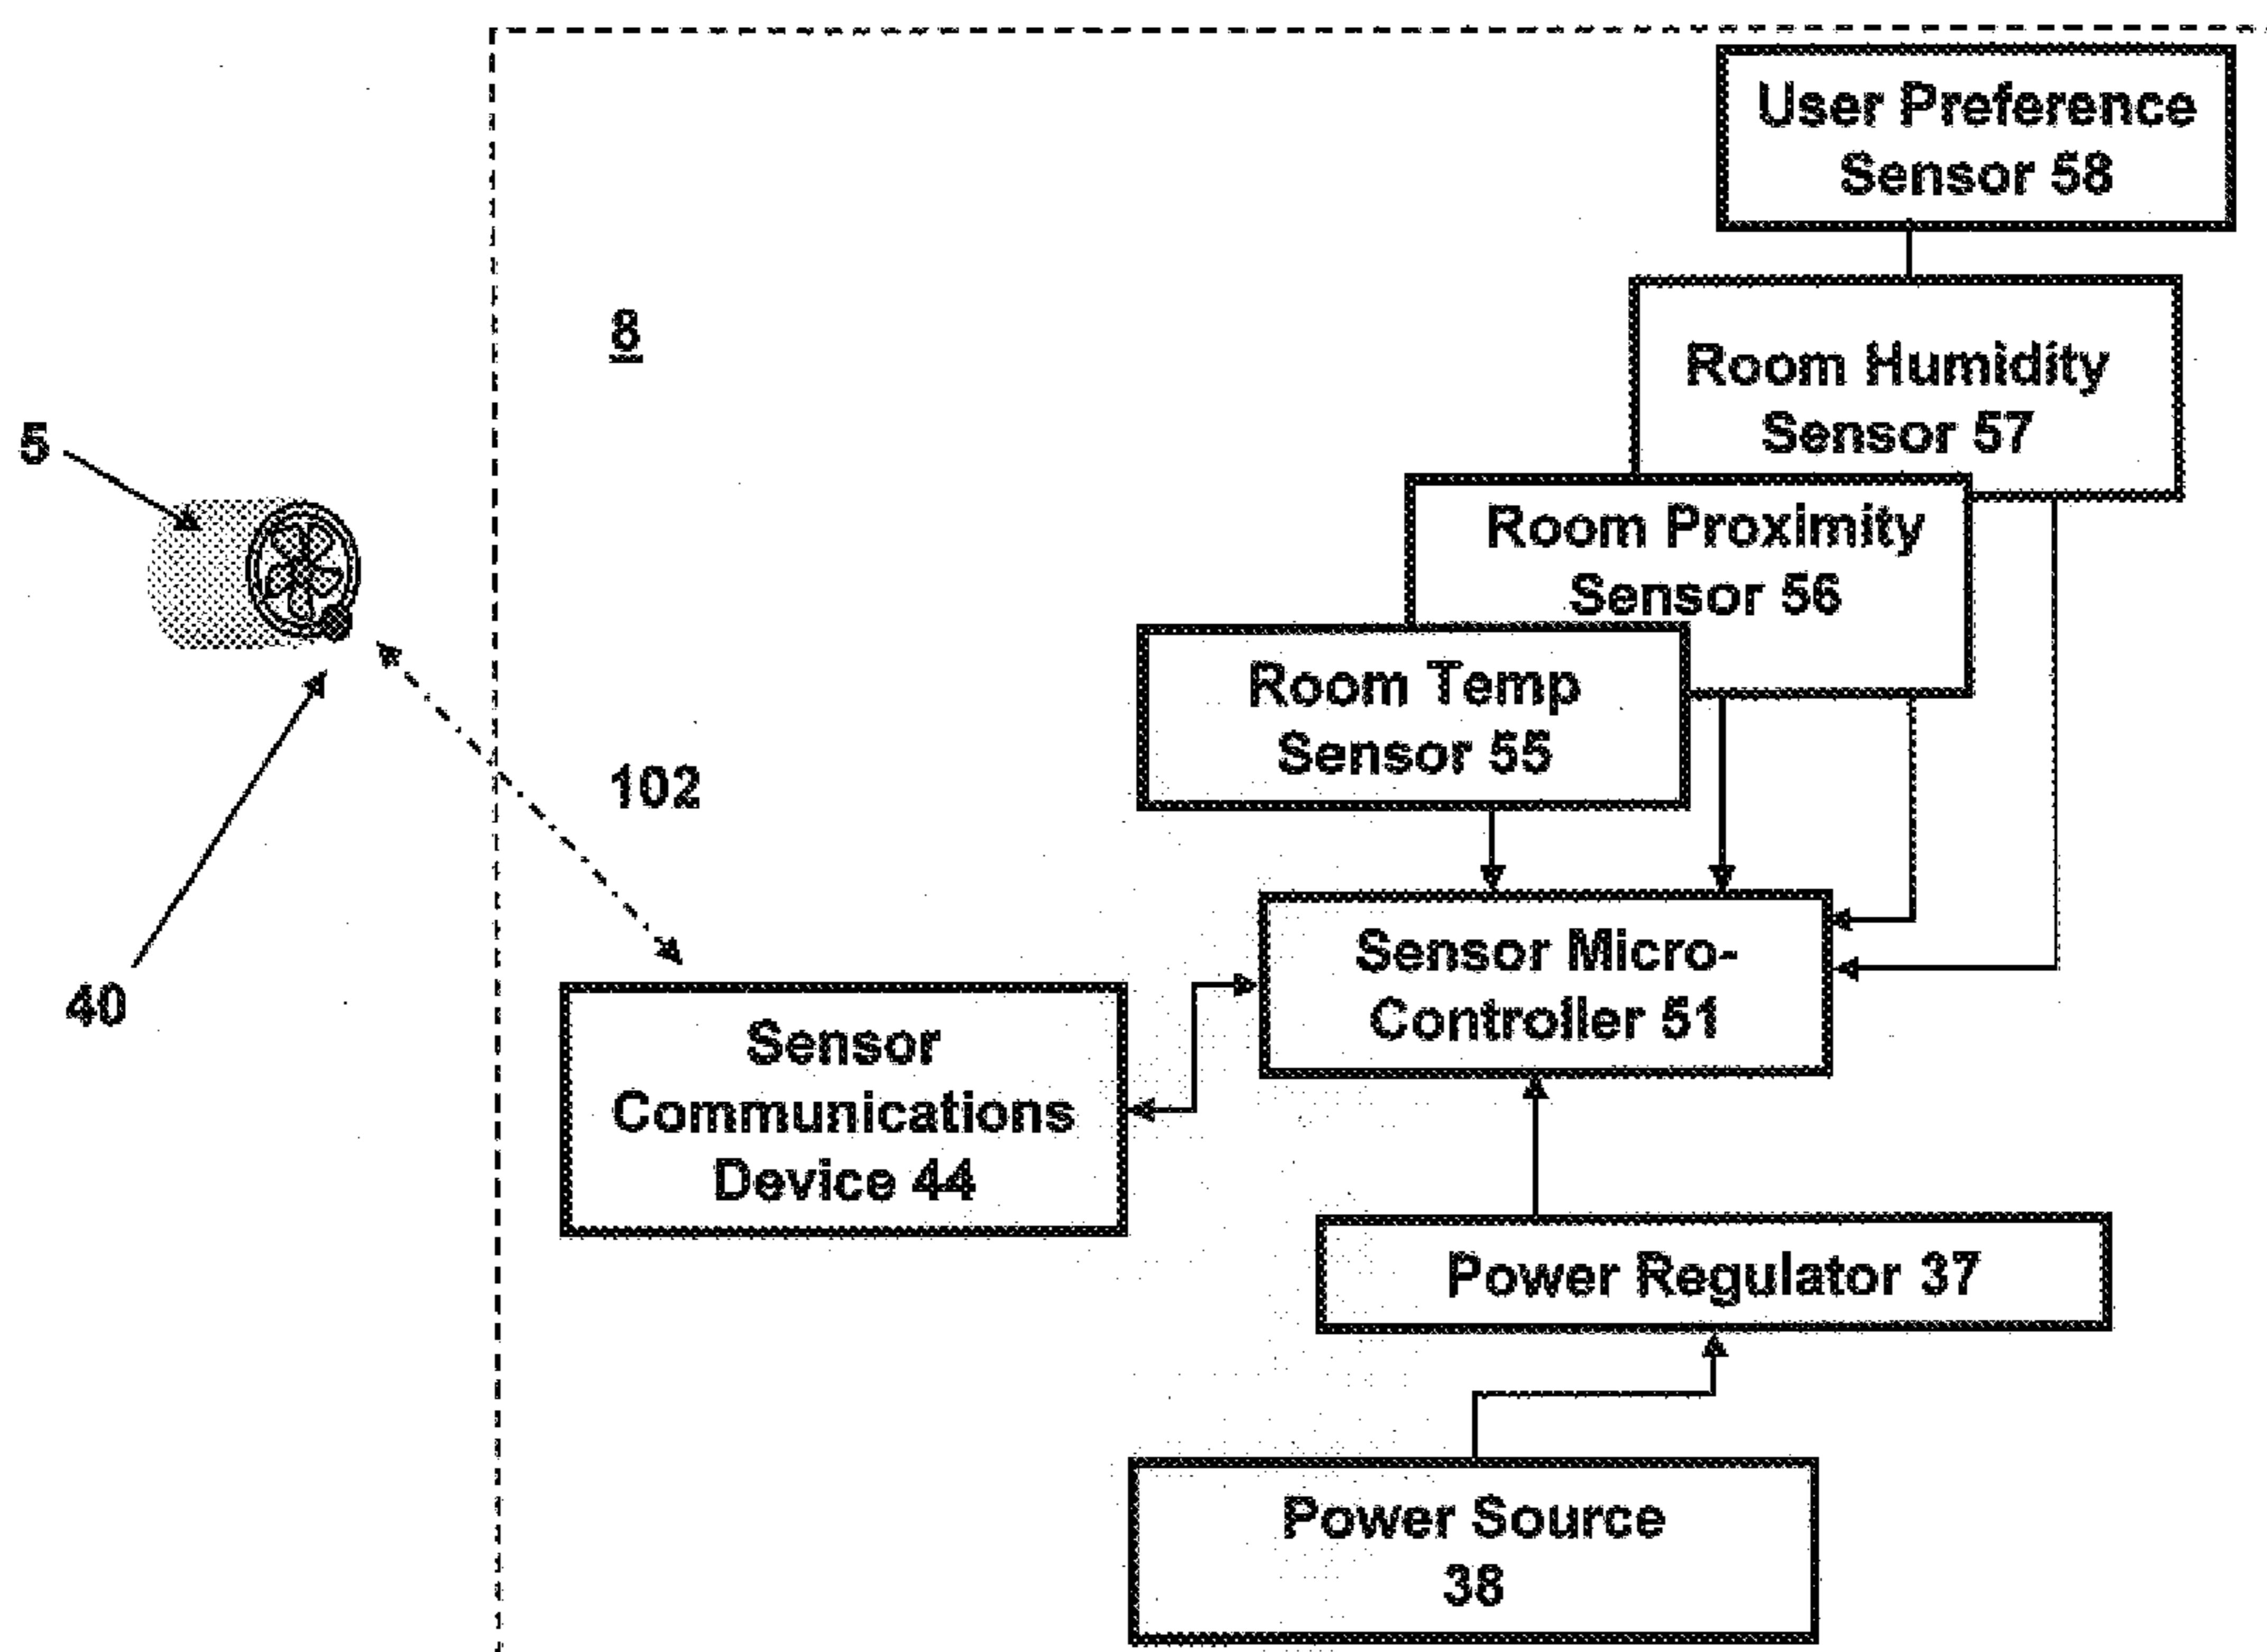 User Preference
Sensor 58
8
Room Humidity
Sensor 57
5
Room Proximity
Sensor 56
Room Temp
Sensor 55
102
Sensor Micro-
Controller 51
40
Sensor
Communications
Device 44
Power Regulator 37
Power Source
38